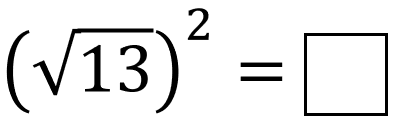 (√13)² = □